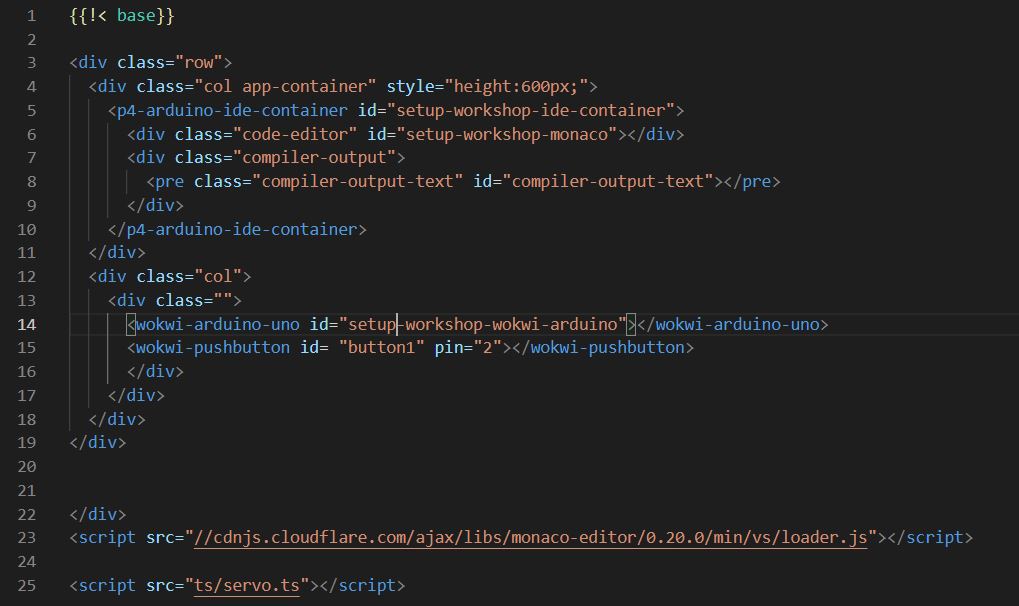 1 {{!< base}}
2
3 <div class="row">
4 <div class="col app-container" style="height:600px;">
5 <p4-arduino-ide-container id="setup-workshop-ide-container">
6 <div class="code-editor" id="setup-workshop-monaco"></div>
7 <div class="compiler-output">
8 <pre class="compiler-output-text" id="compiler-output-text"></pre>
9 </div>
10 </p4-arduino-ide-container>
11 </div>
12 <div class="col">
13 <div class="">
14 <wokwi-arduino-uno id="setup-workshop-wokwi-arduino"></wokwi-arduino-uno>
15 <wokwi-pushbutton id= "button1" pin="2"></wokwi-pushbutton>
16 </div>
17 </div>
18 </div>
19 </div>
20
21
22 </div>
23 <script src="//cdnjs.cloudflare.com/ajax/libs/monaco-editor/0.20.0/min/vs/loader.js"></script>
24
25 <script src="ts/servo.ts"></script>